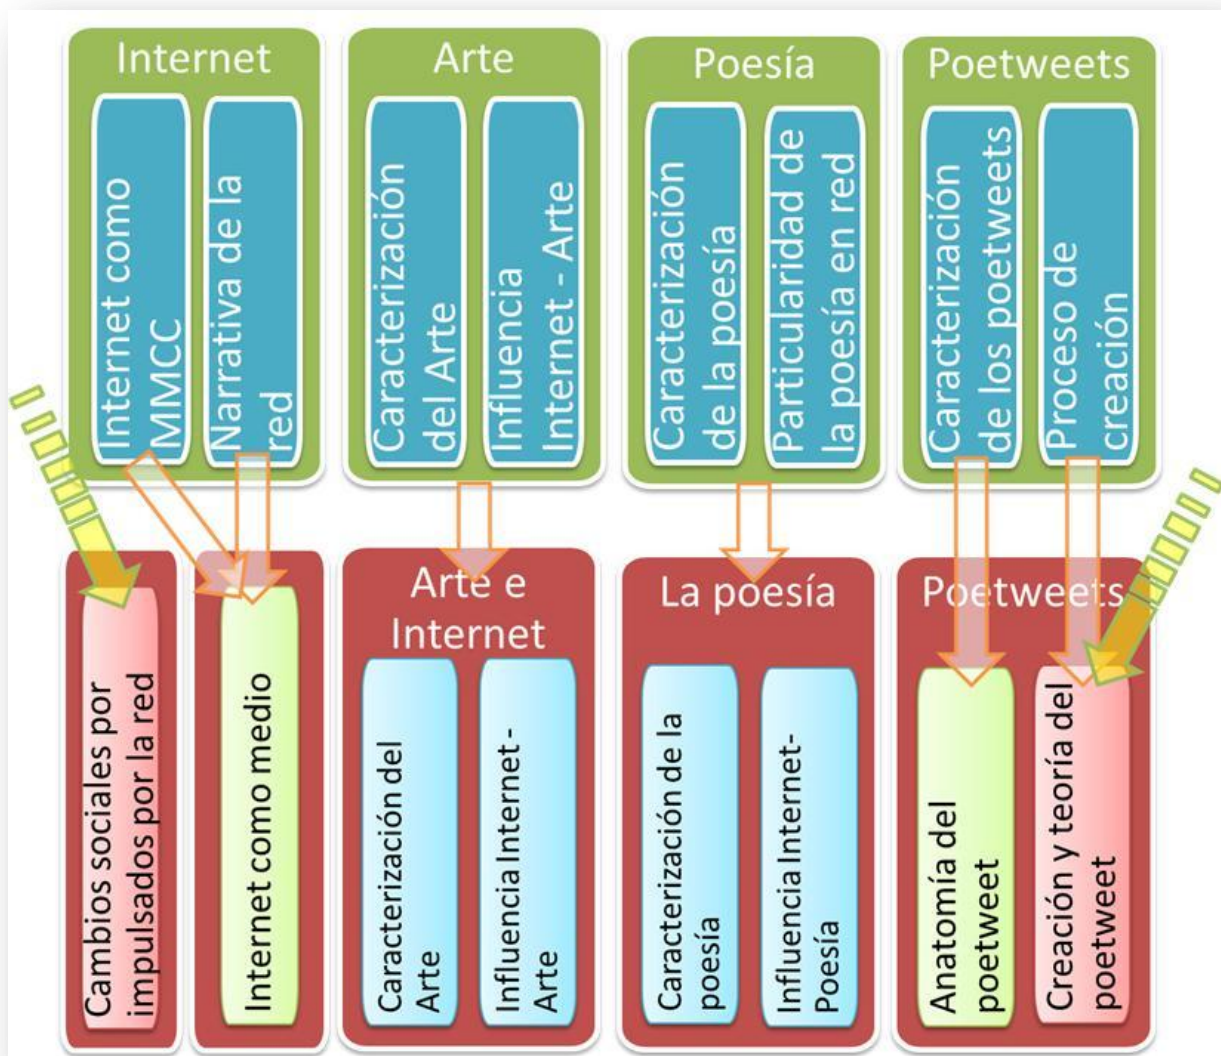 Internet
Internet como
MMCC
Narrativa de la
red
Arte
Caracterización
del Arte
Influencia
Internet - Arte
Poesía
Caracterización
de la poesía
Particularidad de
la poesía en red
Poetweets
Caracterización
de los poetweets
Proceso de
creación
Cambios sociales por
impulsados por la red
Internet como medio
Arte e
Internet
Caracterización del
Arte
Influencia Internet -
Arte
La poesía
Caracterización de la
poesía
Influencia Internet-
Poesía
Poetweets
Anatomía del
poetweet
Creación y teoría del
poetweet